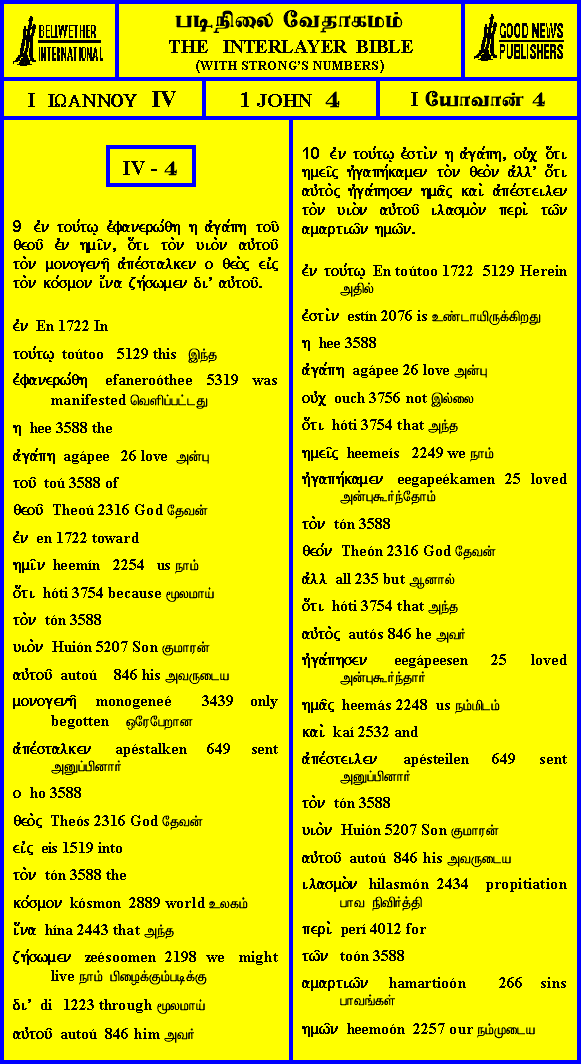 BELLWETHER
INTERNATIONAL
படிநிலை வேதாகமம்
THE INTERLAYER BIBLE
(WITH STRONG'S NUMBERS)
GOOD NEWS
PUBLISHERS
I ΙΩΑΝΝΟΥ IV
1 JOHN 4
I யோவான் 4
IV - 4
9 ἐν τούτῳ ἐφανερώθη η ἀγάπη τοῦ
θεοῦ ἐν ημῖν, ὅτι τὸν υιὸν αὐτοῦ
τὸν μονογενῆ ἀπέσταλκεν ο θεὸς εἰς
τὸν κόσμον ἵνα ζήσωμεν δι' αὐτοῦ.
ἐν En 1722 In
τούτῳ toútoo 5129 this இந்த
ἐφανερώθη efaneroóthee 5319 was
manifested வெளிப்பட்டது
η hee 3588 the
ἀγάπη agápee 26 love அன்பு
τοῦ toú 3588 of
θεοῦ Theoú 2316 God தேவன்
ἐν en 1722 toward
ημῖν heemín 2254 us நாம்
ὅτι hóti 3754 because மூலமாய்
τὸν tón 3588
υιὸν Huión 5207 Son குமாரன்
αὐτοῦ autoú 846 his அவருடைய
μονογενῆ monogeneé 3439 only
begotten ஒரேபேறான
ἀπέσταλκεν apéstalken 649 sent
அனுப்பினார்
ο ho 3588
θεὸς Theós 2316 God தேவன்
εἰς eis 1519 into
τὸν tón 3588 the
κόσμον kósmon 2889 world உலகம்
ἵνα hína 2443 that அந்த
ζήσωμεν zeésoomen 2198 we might
live நாம் பிழைக்கும்படிக்கு
δι' di 1223 through மூலமாய்
αὐτοῦ autoú 846 him அவர்
10 ἐν τούτῳ ἐστὶν η ἀγάπη, οὐχ ὅτι
ημεῖς ἠγαπήκαμεν τὸν θεὸν ἀλλ' ὅτι
αὐτὸς ἠγάπησεν ημᾶς καὶ ἀπέστειλεν
τὸν υιὸν αὐτοῦ ιλασμὸν περὶ τῶν
αμαρτιῶν ημῶν.
ἐν τούτῳ En toútoo 1722 5129 Herein
அதில்
ἐστὶν estín 2076 is உண்டாயிருக்கிறது
η hee 3588
ἀγάπη agápee 26 love அன்பு
οὐχ ouch 3756 not இல்லை
ὅτι hóti 3754 that அந்த
ημεῖς heemeís 2249 we நாம்
ἠγαπήκαμεν eegapeékamen 25 loved
அன்புகூர்ந்தோம்
τὸν tón 3588
θεόν Theón 2316 God தேவன்
ἀλλ all 235 but ஆனால்
ὅτι hóti 3754 that அந்த
αὐτὸς autós 846 he அவர்
ἠγάπησεν eegápeesen 25 loved
அன்புகூர்ந்தார்
ημᾶς heemás 2248 us நம்மிடம்
καὶ kaí 2532 and
ἀπέστειλεν apésteilen 649 sent
அனுப்பினார்
τὸν tón 3588
υιὸν Huión 5207 Son குமாரன்
αὐτοῦ autoú 846 his அவருடைய
ιλασμὸν hilasmón 2434 propitiation
பாவ நிவிர்த்தி
περὶ perí 4012 for
τῶν toón 3588
αμαρτιῶν hamartioón 266 sins
பாவங்கள்
ημῶν heemoón 2257 our நம்முடைய